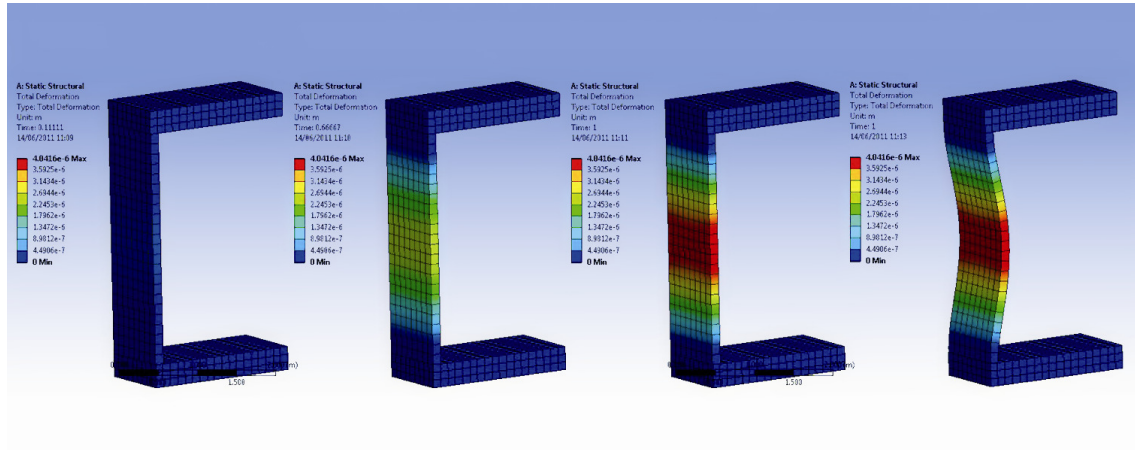 A: Static Structural
Total Deformation
Type: Total Deformation
Unit: m
Time: 0.11111
14/06/2011 11:09
4.0416e-6 Max
3.5925e-6
3.1434e-6
2.6944e-6
2.2453e-6
1.7962e-6
1.3472e-6
8.9812e-7
4.4906e-7
0 Min
A: Static Structural
Total Deformation
Type: Total Deformation
Unit: m
Time: 0.66667
14/06/2011 11:10
4.0416e-6 Max
3.5925e-6
3.1434e-6
2.6944e-6
2.2453e-6
1.7962e-6
1.3472e-6
8.9812e-7
4.4906e-7
0 Min
A: Static Structural
Total Deformation
Type: Total Deformation
Unit: m
Time: 1
14/06/2011 11:11
4.0416e-6 Max
3.5925e-6
3.1434e-6
2.6944e-6
2.2453e-6
1.7962e-6
1.3472e-6
8.9812e-7
4.4906e-7
0 Min
A: Static Structural
Total Deformation
Type: Total Deformation
Unit: m
Time: 1
14/06/2011 11:13
4.0416e-6 Max
3.5925e-6
3.1434e-6
2.6944e-6
2.2453e-6
1.7962e-6
1.3472e-6
8.9812e-7
4.4906e-7
0 Min
1.500
1.500